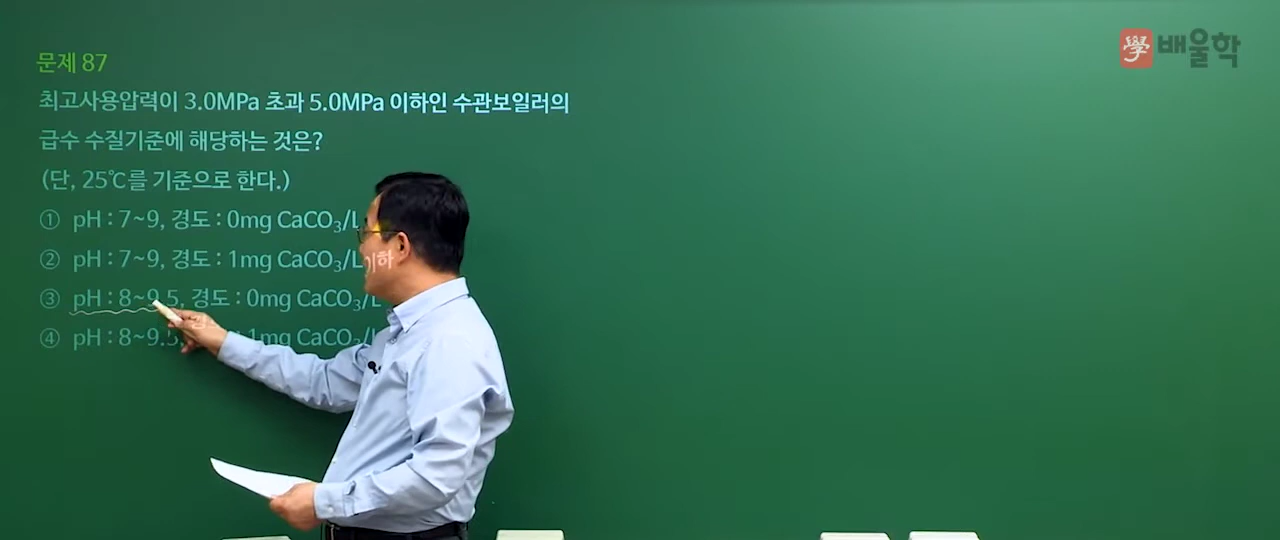 문제 87
學 배울학
최고사용압력이 3.0MPa 초과 5.0MPa 이하인 수관보일러의
급수 수질기준에 해당하는 것은?
(단, 25℃를 기준으로 한다.)
① pH : 7~9, 경도 : 0mg CaCO₃/L
② pH : 7~9, 경도 : 1mg CaCO₃/L 이하
③ pH : 8~9.5, 경도 : 0mg CaCO₃/L
④ pH : 8~9.5, : 1mg CaCO₃/L